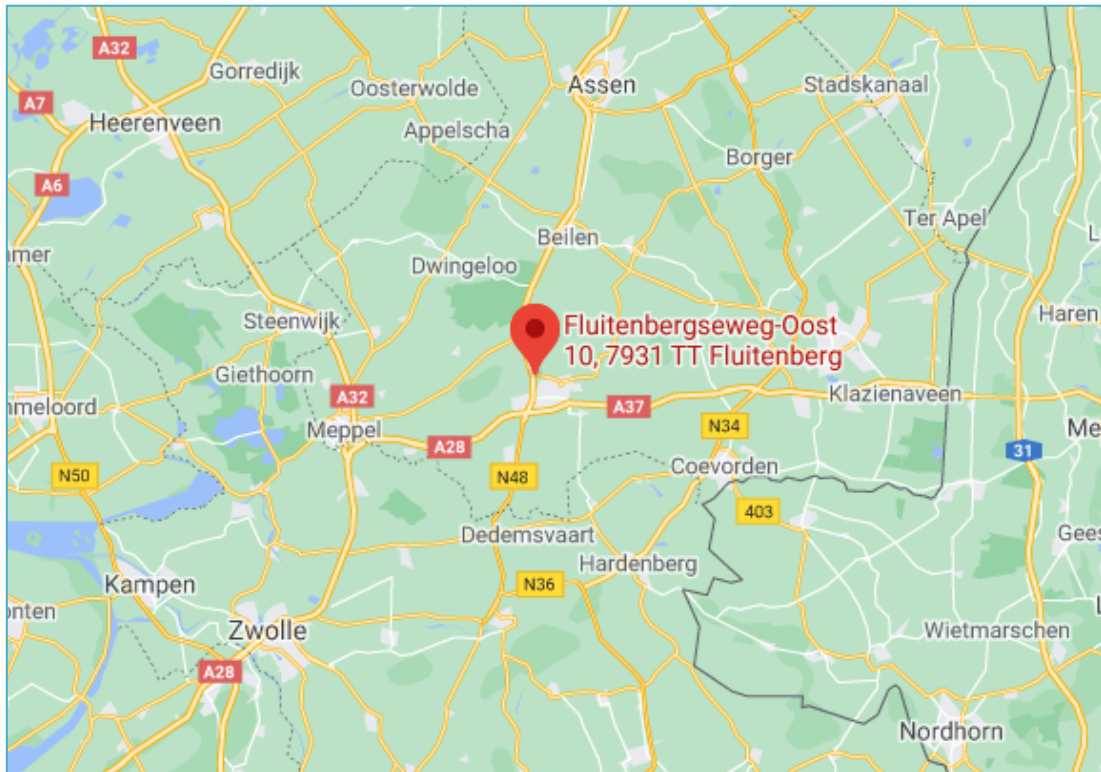 A32
Gorredijk
Oosterwolde
Assen
Stadskanaal
A7
Heerenveen
Appelscha
Borger
A6
Ter Apel
mmer
Beilen
Dwingeloo
Haren
Steenwijk
Fluitenbergseweg-Oost
10, 7931 TT Fluitenberg
Giethoorn
A32
Klazienaveen
mmeloord
A37
Meppel
A28
N34
Me
31
N50
N48
Coevorden
403
Dedemsvaart
Gees
Hardenberg
Kampen
N36
onten
Zwolle
Wietmarschen
A28
Nordhorn